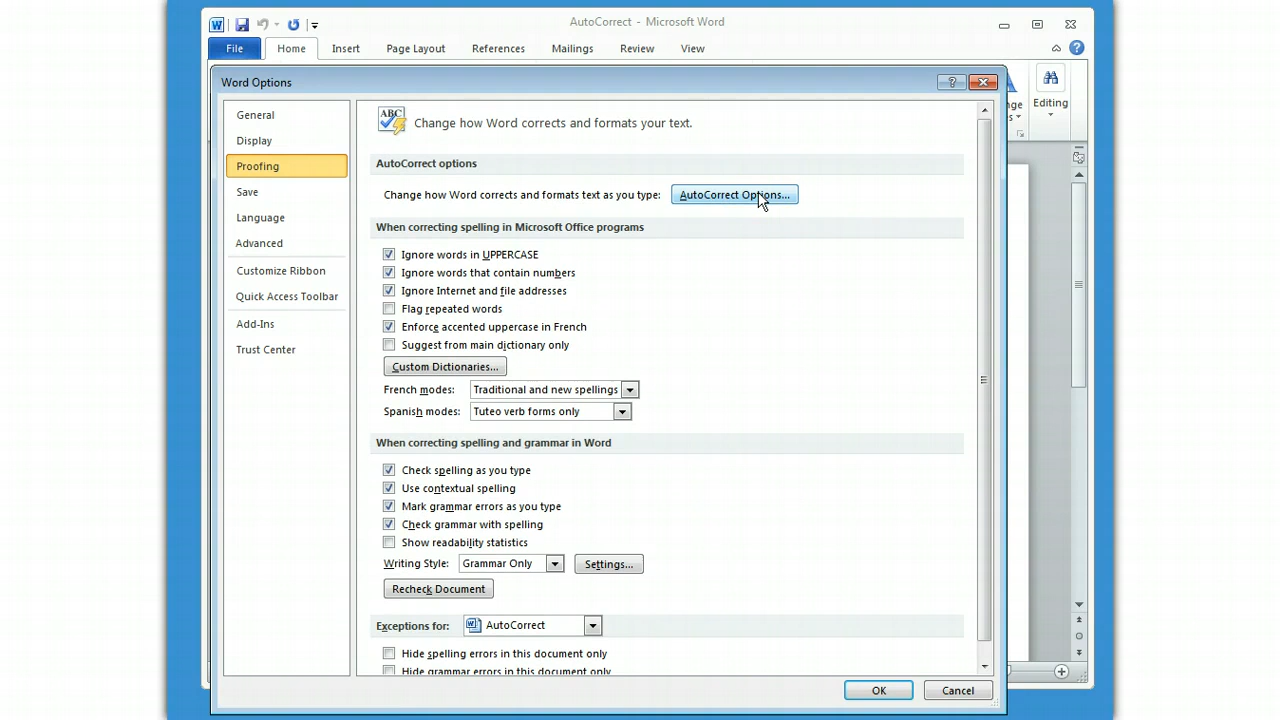 AutoCorrect - Microsoft Word
File Home Insert Page Layout References Mailings Review View
Word Options
Editing
General
Display
Proofing
Save
Language
Advanced
Customize Ribbon
Quick Access Toolbar
Add-Ins
Trust Center
ABC
Change how Word corrects and formats your text.
AutoCorrect options
Change how Word corrects and formats text as you type: AutoCorrect Options...
When correcting spelling in Microsoft Office programs
Ignore words in UPPERCASE
Ignore words that contain numbers
Ignore Internet and file addresses
Flag repeated words
Enforce accented uppercase in French
Suggest from main dictionary only
Custom Dictionaries...
French modes: Traditional and new spellings
Spanish modes: Tuteo verb forms only
When correcting spelling and grammar in Word
Check spelling as you type
Use contextual spelling
Mark grammar errors as you type
Check grammar with spelling
Show readability statistics
Writing Style: Grammar Only Settings...
Recheck Document
Exceptions for: AutoCorrect
Hide spelling errors in this document only
Hide grammar errors in this document only
OK Cancel